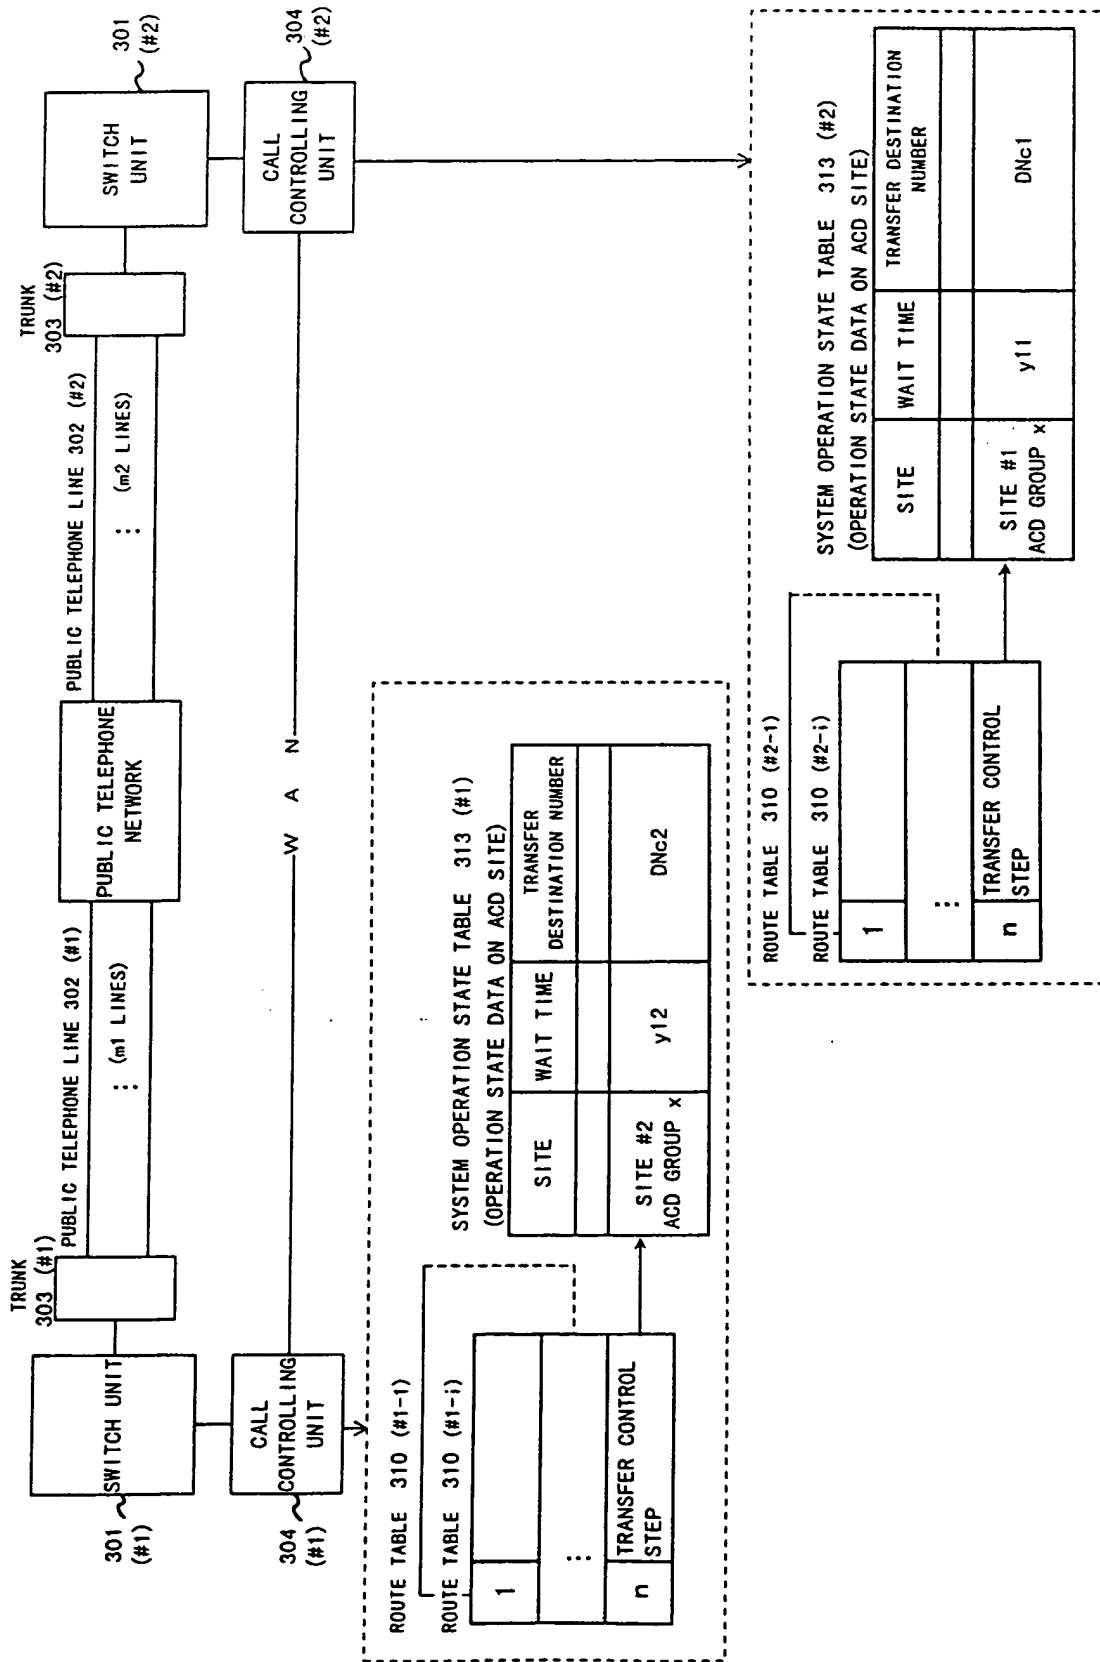 TRUNK
303 (#1)
PUBLIC TELEPHONE LINE 302 (#1)
PUBLIC TELEPHONE LINE 302 (#2)
TRUNK
303 (#2)
SWITCH UNIT
⋮ (m1 LINES)
PUBLIC TELEPHONE
NETWORK
⋮ (m2 LINES)
SWITCH
UNIT
301
(#1)
301
(#2)
CALL
CONTROLLING
UNIT
304
(#1)
W A N
CALL
CONTROLLING
UNIT
304
(#2)
ROUTE TABLE 310 (#1-1)
ROUTE TABLE 310 (#1-i)
1
⋮
n
TRANSFER CONTROL
STEP
SYSTEM OPERATION STATE TABLE 313 (#1)
(OPERATION STATE DATA ON ACD SITE)
SITE
WAIT TIME
TRANSFER
DESTINATION NUMBER
SITE #2
ACD GROUP x
y12
DNc2
ROUTE TABLE 310 (#2-1)
ROUTE TABLE 310 (#2-i)
1
⋮
n
TRANSFER CONTROL
STEP
SYSTEM OPERATION STATE TABLE 313 (#2)
(OPERATION STATE DATA ON ACD SITE)
SITE
WAIT TIME
TRANSFER DESTINATION
NUMBER
SITE #1
ACD GROUP x
y11
DNc1